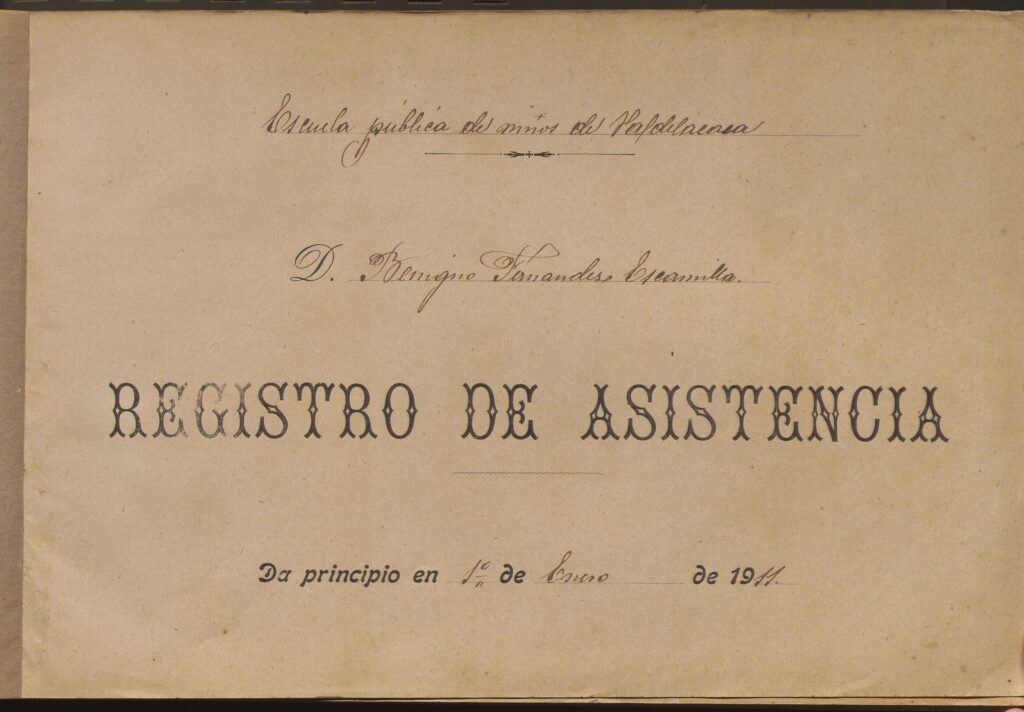 Escuela pública de niños de Valdelacasa
D. Benigno Fernandez Escamilla.
REGISTRO DE ASISTENCIA
Da principio en 1º de Enero de 1911.